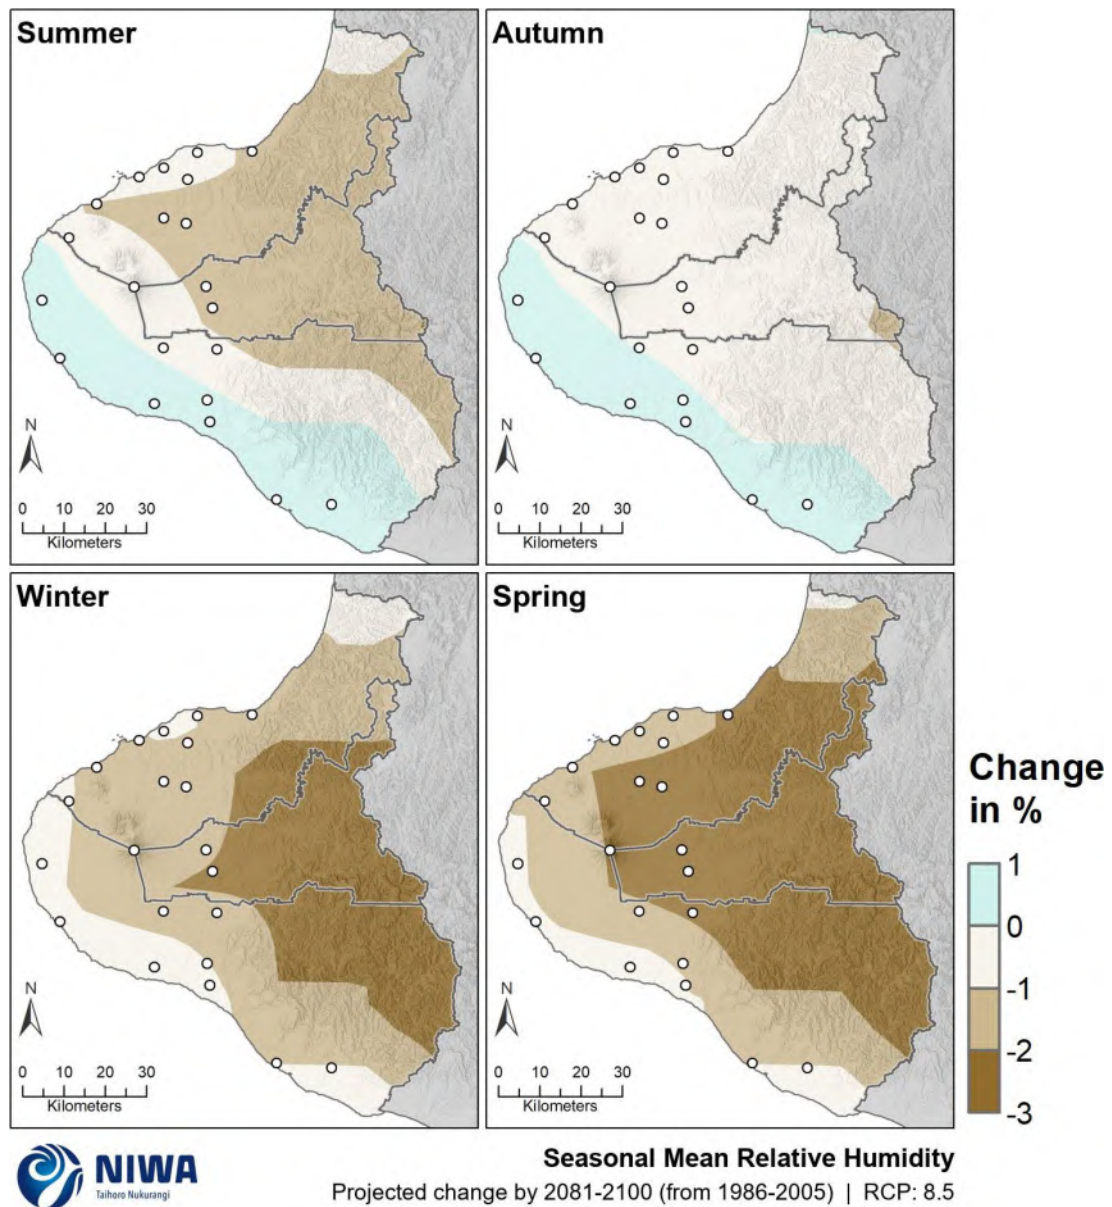 Summer
N
0 10 20 30
Kilometers
Autumn
N
0 10 20 30
Kilometers
Winter
N
0 10 20 30
Kilometers
Spring
N
0 10 20 30
Kilometers
Change
in %
1
0
-1
-2
-3
NIWA
Taihoro Nukurangi
Seasonal Mean Relative Humidity
Projected change by 2081-2100 (from 1986-2005) | RCP: 8.5